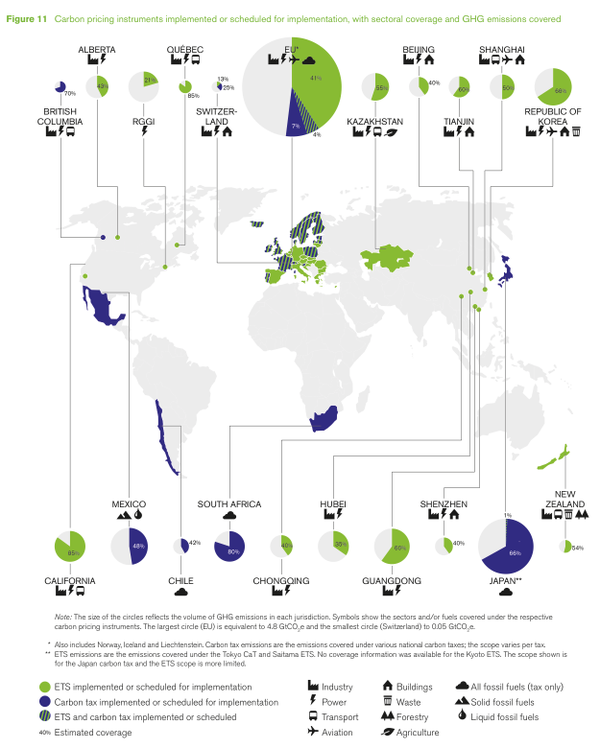 Figure 11 Carbon pricing instruments implemented or scheduled for implementation, with sectoral coverage and GHG emissions covered
ALBERTA
QUÉBEC
EU*
BEIJING
SHANGHAI
70%
43%
21%
85%
13%
25%
41%
7%
4%
55%
40%
60%
50%
66%
BRITISH
COLUMBIA
RGGI
SWITZER-
LAND
KAZAKHSTAN
TIANJIN
REPUBLIC OF
KOREA
MEXICO
SOUTH AFRICA
HUBEI
SHENZHEN
NEW
ZEALAND
85%
48%
42%
80%
40%
35%
40%
1%
66%
54%
CALIFORNIA
CHILE
CHONGQING
GUANGDONG
JAPAN**
Note: The size of the circles reflects the volume of GHG emissions in each jurisdiction. Symbols show the sectors and/or fuels covered under the respective
carbon pricing instruments. The largest circle (EU) is equivalent to 4.8 GtCO2e and the smallest circle (Switzerland) to 0.05 GtCO2e.
* Also includes Norway, Iceland and Liechtenstein. Carbon tax emissions are the emissions covered under various national carbon taxes; the scope varies per tax.
** ETS emissions are the emissions covered under the Tokyo CaT and Saitama ETS. No coverage information was available for the Kyoto ETS. The scope shown is
for the Japan carbon tax and the ETS scope is more limited.
ETS implemented or scheduled for implementation
Carbon tax implemented or scheduled for implementation
ETS and carbon tax implemented or scheduled
40% Estimated coverage
Industry
Power
Transport
Aviation
Buildings
Waste
Forestry
Agriculture
All fossil fuels (tax only)
Solid fossil fuels
Liquid fossil fuels